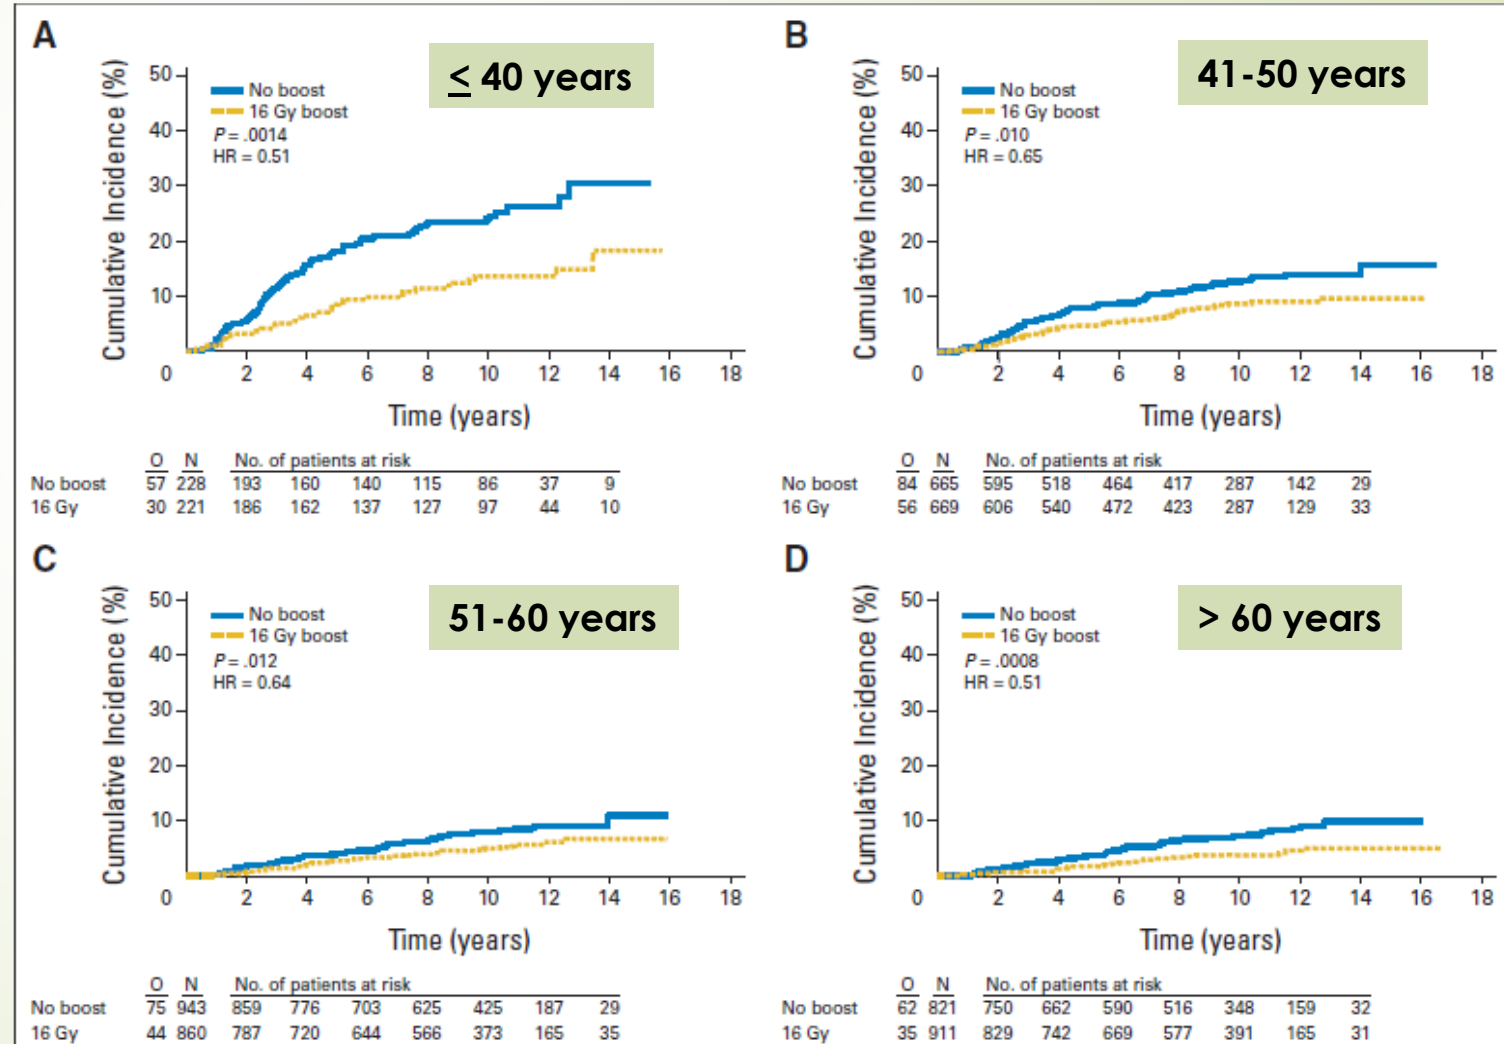 A
≤ 40 years
Cumulative Incidence (%)
50
40
30
20
10
No boost
16 Gy boost
P = .0014
HR = 0.51
0 2 4 6 8 10 12 14 16 18
Time (years)
O N No. of patients at risk
No boost 57 228 193 160 140 115 86 37 9
16 Gy 30 221 186 162 137 127 97 44 10
B
41-50 years
Cumulative Incidence (%)
50
40
30
20
10
No boost
16 Gy boost
P = .010
HR = 0.65
0 2 4 6 8 10 12 14 16 18
Time (years)
O N No. of patients at risk
No boost 84 665 595 518 464 417 287 142 29
16 Gy 56 669 606 540 472 423 287 129 33
C
51-60 years
Cumulative Incidence (%)
50
40
30
20
10
No boost
16 Gy boost
P = .012
HR = 0.64
0 2 4 6 8 10 12 14 16 18
Time (years)
O N No. of patients at risk
No boost 75 943 859 776 703 625 425 187 29
16 Gy 44 860 787 720 644 566 373 165 35
D
> 60 years
Cumulative Incidence (%)
50
40
30
20
10
No boost
16 Gy boost
P = .0008
HR = 0.51
0 2 4 6 8 10 12 14 16 18
Time (years)
O N No. of patients at risk
No boost 62 821 750 662 590 516 348 159 32
16 Gy 35 911 829 742 669 577 391 165 31